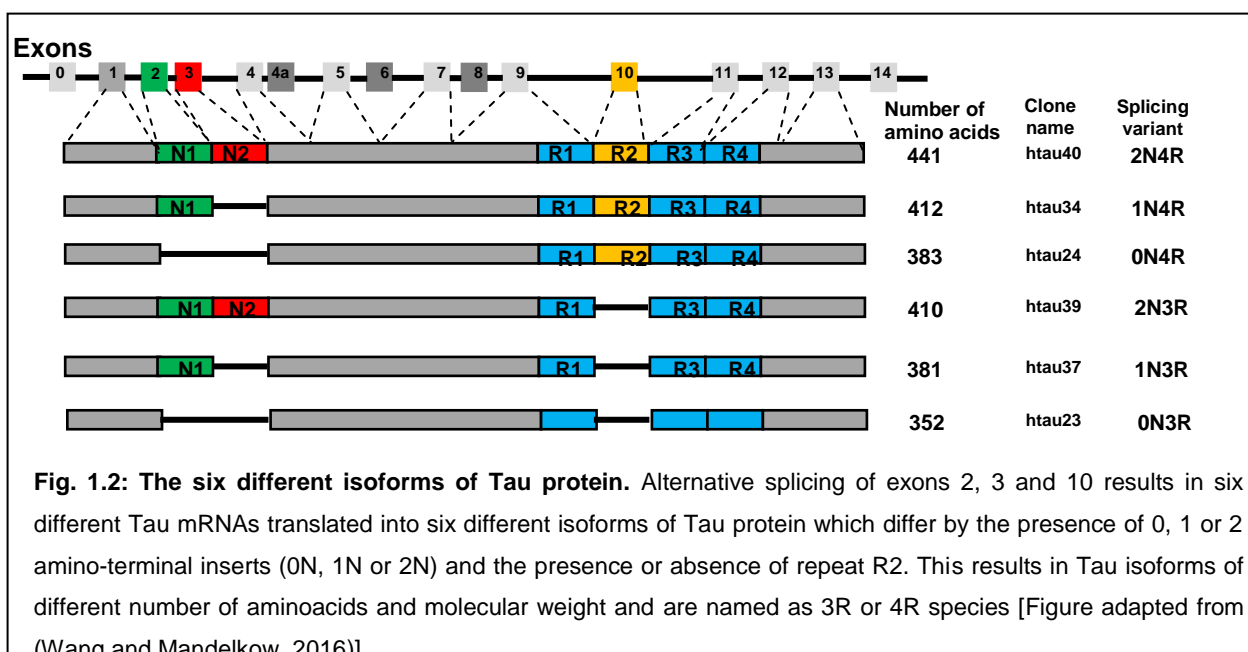 Exons
0 1 2 3 4 4a 5 6 7 8 9 10 11 12 13 14
Number of amino acids Clone name Splicing variant
N1 N2 R1 R2 R3 R4 441 htau40 2N4R
N1 R1 R2 R3 R4 412 htau34 1N4R
R1 R2 R3 R4 383 htau24 0N4R
N1 N2 R1 R3 R4 410 htau39 2N3R
N1 R1 R3 R4 381 htau37 1N3R
352 htau23 0N3R
Fig. 1.2: The six different isoforms of Tau protein. Alternative splicing of exons 2, 3 and 10 results in six
different Tau mRNAs translated into six different isoforms of Tau protein which differ by the presence of 0, 1 or 2
amino-terminal inserts (0N, 1N or 2N) and the presence or absence of repeat R2. This results in Tau isoforms of
different number of aminoacids and molecular weight and are named as 3R or 4R species [Figure adapted from
(Wang and Mandelkow, 2016)]